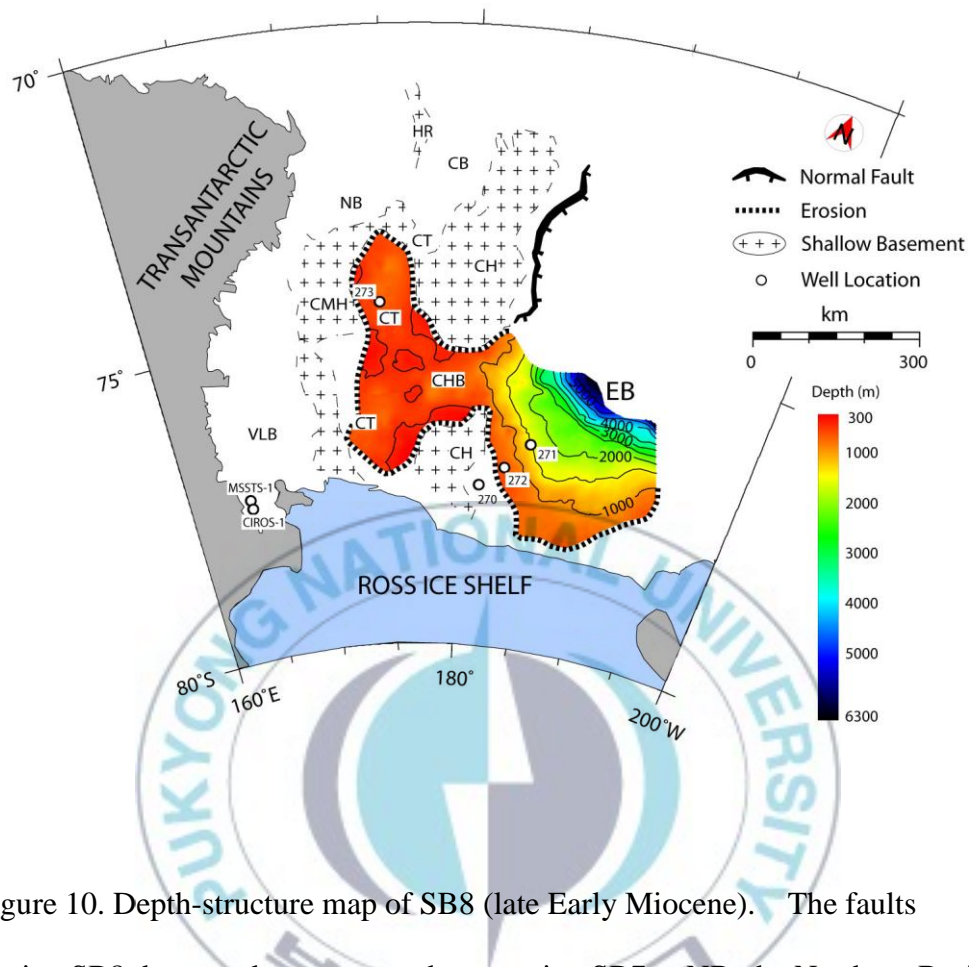 70°
TRANSANTARCTIC
MOUNTAINS
HR
CB
NB
CT
CH
273
CMH
CT
CHB
EB
75°
CT
VLB
CH
271
272
270
4000
3000
2000
1000
MSSTS-1
CIROS-1
ROSS ICE SHELF
80°S
160°E
180°
200°W
N
Normal Fault
Erosion
Shallow Basement
Well Location
km
0 300
Depth (m)
300
1000
2000
3000
4000
5000
6300
PUKYONG NATIONAL UNIVERSITY
gure 10. Depth-structure map of SB8 (late Early Miocene). The faults